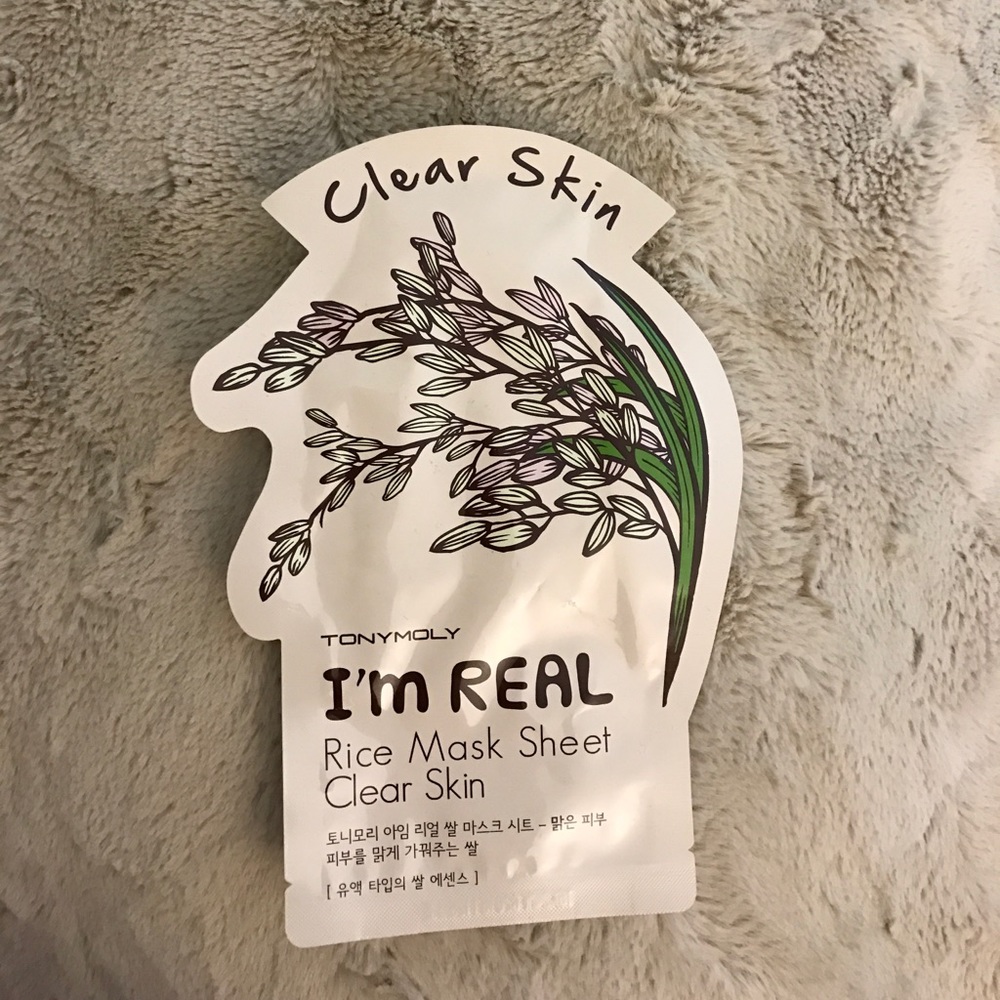 Clear Skin
TONYMOLY
I'm REAL
Rice Mask Sheet
Clear Skin
토니모리 아임 리얼 쌀 마스크 시트 – 맑은 피부
피부를 맑게 가꿔주는 쌀
[ 유액 타입의 쌀 에센스 ]